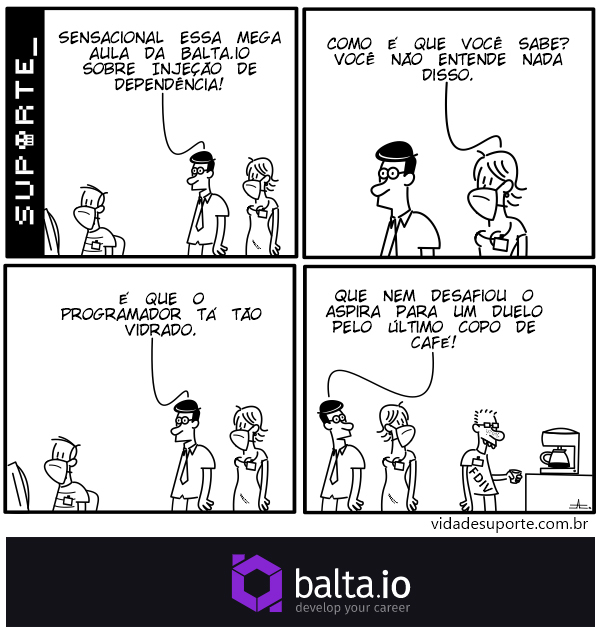 SUPORTE_
SENSACIONAL ESSA MEGA
AULA DA BALTA.IO
SOBRE INJEÇÃO DE
DEPENDÊNCIA!
COMO É QUE VOCÊ SABE?
VOCÊ NÃO ENTENDE NADA
DISSO.
É QUE O
PROGRAMADOR TÁ TÃO
VIDRADO.
QUE NEM DESAFIOU O
ASPIRA PARA UM DUELO
PELO ÚLTIMO COPO DE
CAFÉ!
FDIV
vidadesuporte.com.br
balta.io
develop your career